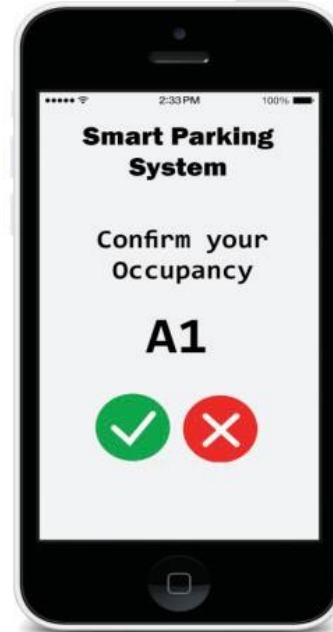 2:33 PM
100%
Smart Parking
System
Confirm your
Occupancy
A1